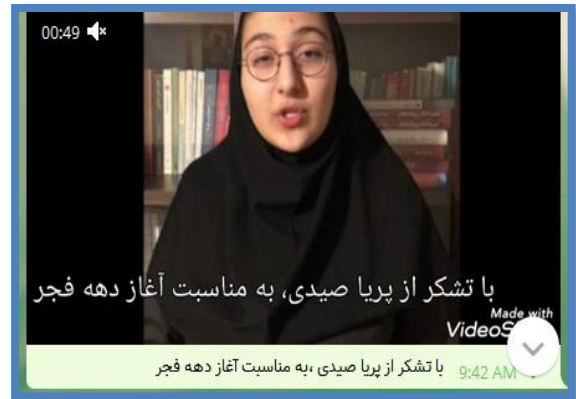 00:49
با تشکر از پریا صیدی، به مناسبت آغاز دهه فجر
Made with
VideoS
با تشکر از پریا صیدی ،به مناسبت آغاز دهه فجر
9:42 AM